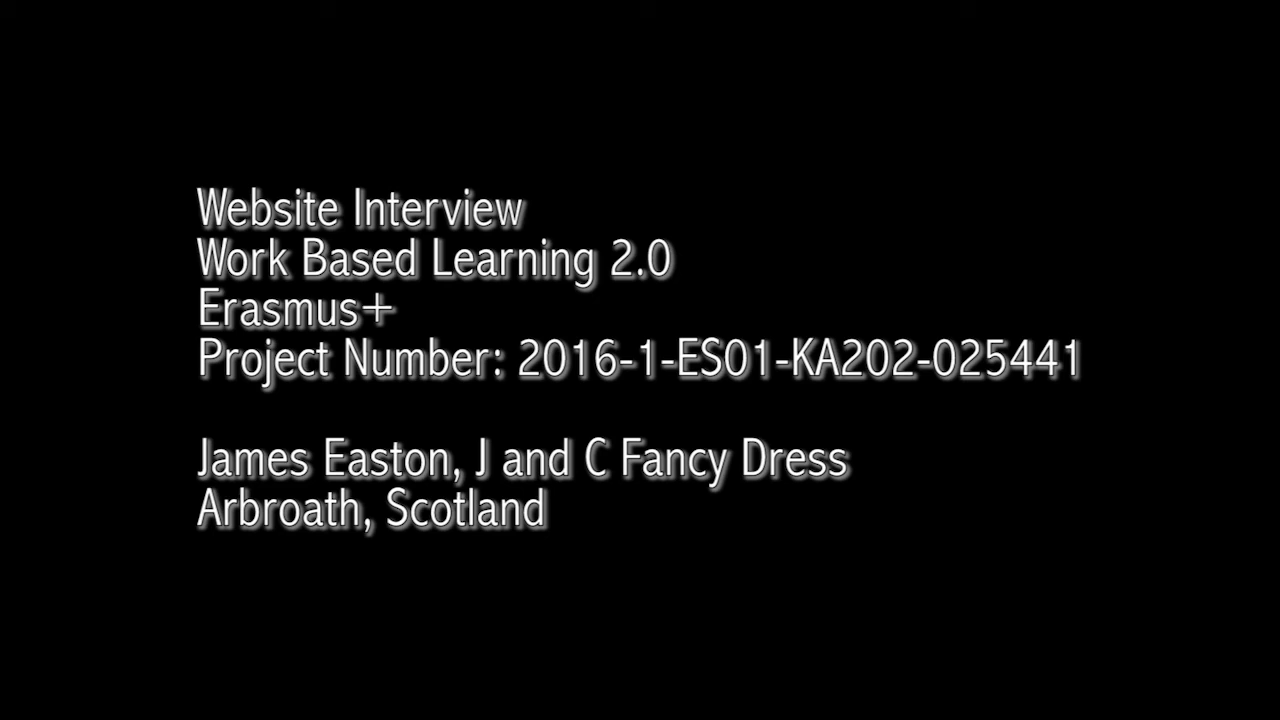 Website Interview
Work Based Learning 2.0
Erasmus+
Project Number: 2016-1-ES01-KA202-025441
James Easton, J and C Fancy Dress
Arbroath, Scotland